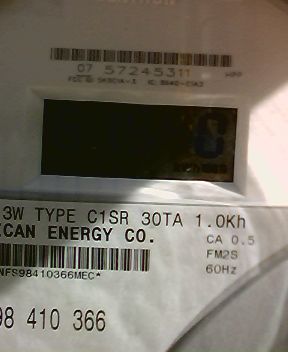 07 57245311
3W TYPE C1SR 30TA 1.0Kh
ICAN ENERGY CO.
CA 0.5
FM2S
60Hz
NFS98410366MEC*
98 410 366